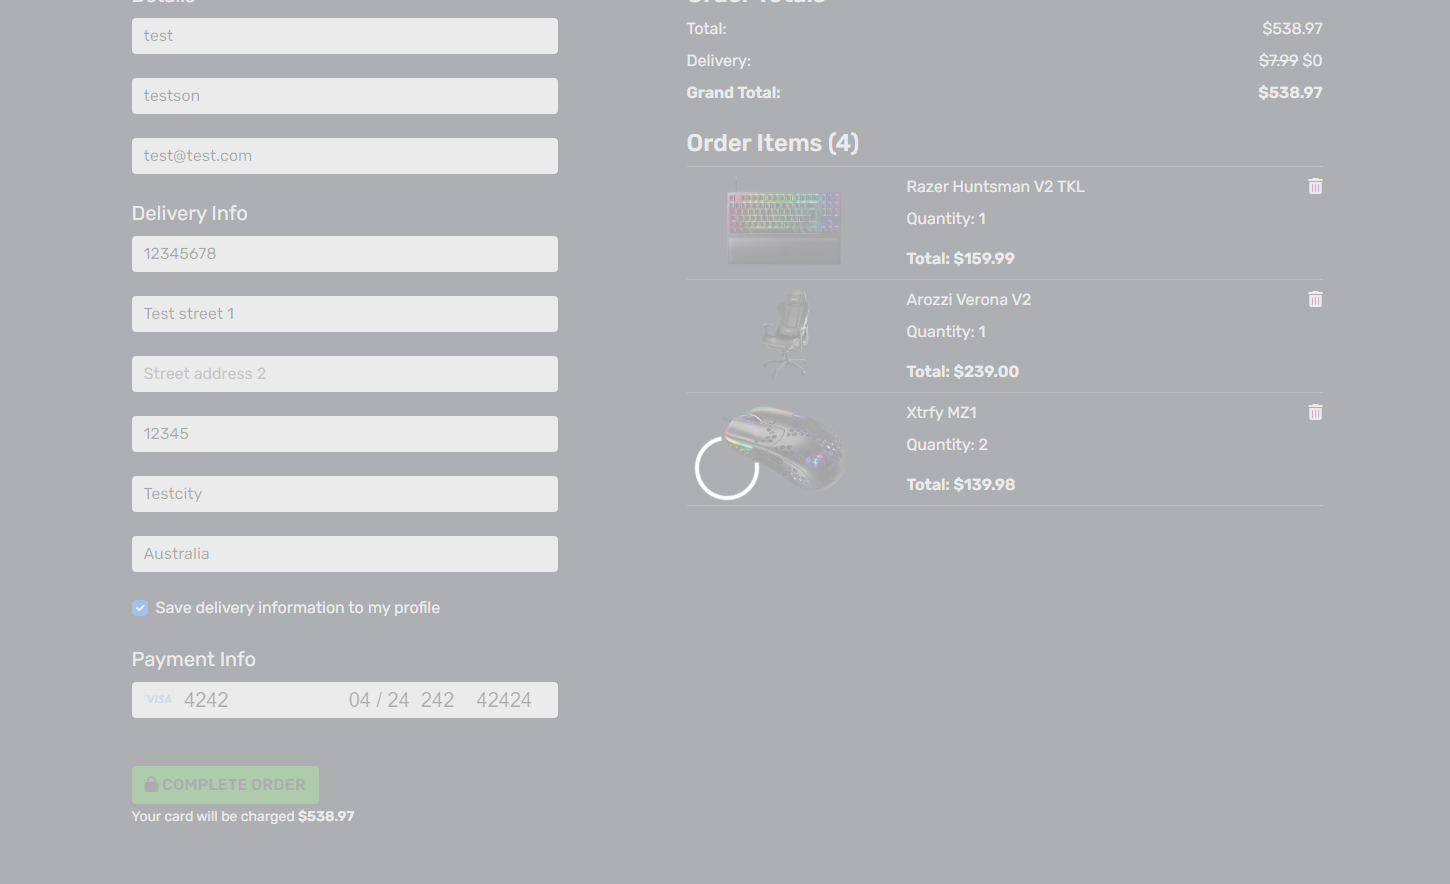 Details
test
testson
test@test.com
Delivery Info
12345678
Test street 1
Street address 2
12345
Testcity
Australia
Save delivery information to my profile
Payment Info
VISA 4242 04 / 24 242 42424
COMPLETE ORDER
Your card will be charged $538.97
Order Totals
Total: $538.97
Delivery: $7.99 $0
Grand Total: $538.97
Order Items (4)
Razer Huntsman V2 TKL
Quantity: 1
Total: $159.99
Arozzi Verona V2
Quantity: 1
Total: $239.00
Xtrfy MZ1
Quantity: 2
Total: $139.98